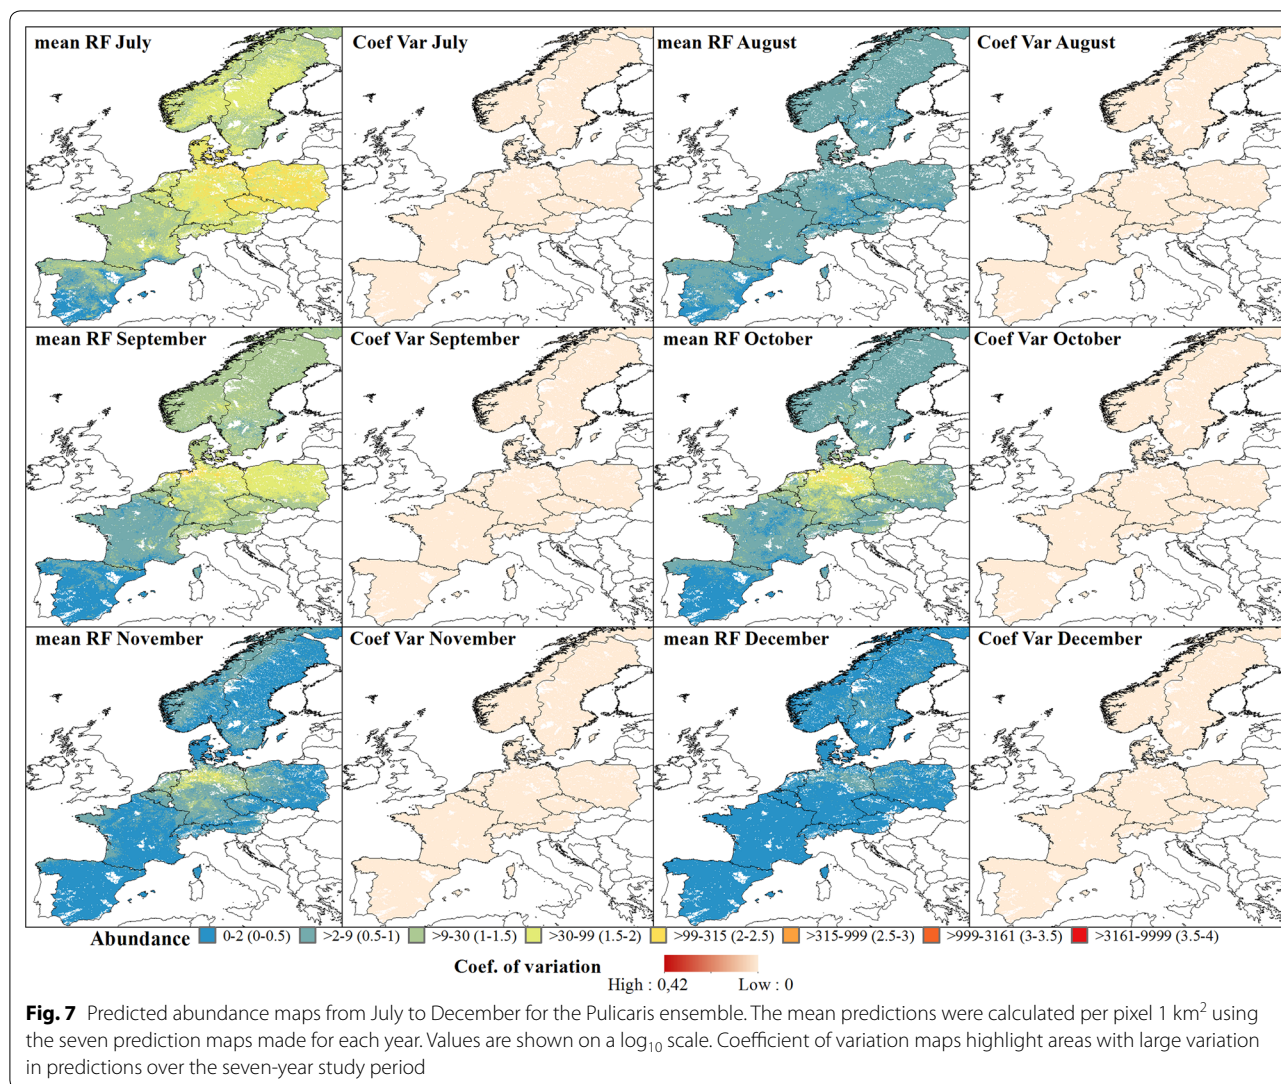 mean RF July
Coef Var July
mean RF August
Coef Var August
mean RF September
Coef Var September
mean RF October
Coef Var October
mean RF November
Coef Var November
mean RF December
Coef Var December
Abundance 0-2 (0-0.5) >2-9 (0.5-1) >9-30 (1-1.5) >30-99 (1.5-2) >99-315 (2-2.5) >315-999 (2.5-3) >999-3161 (3-3.5) >3161-9999 (3.5-4)
Coef. of variation
High : 0,42 Low : 0
Fig. 7 Predicted abundance maps from July to December for the Pulicaris ensemble. The mean predictions were calculated per pixel 1 km² using
the seven prediction maps made for each year. Values are shown on a log₁₀ scale. Coefficient of variation maps highlight areas with large variation
in predictions over the seven-year study period